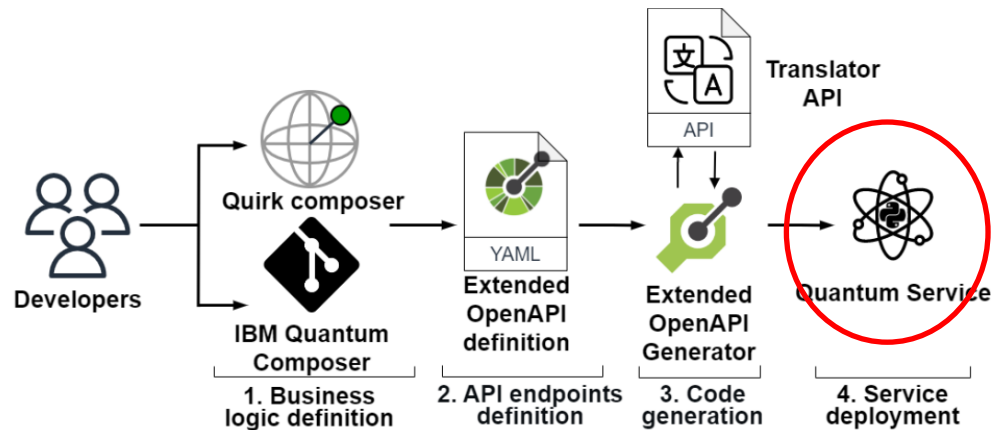 Developers
Quirk composer
IBM Quantum
Composer
1. Business
logic definition
YAML
Extended
OpenAPI
definition
2. API endpoints
definition
文
A
API
Translator
API
Extended
OpenAPI
Generator
3. Code
generation
Quantum Service
4. Service
deployment